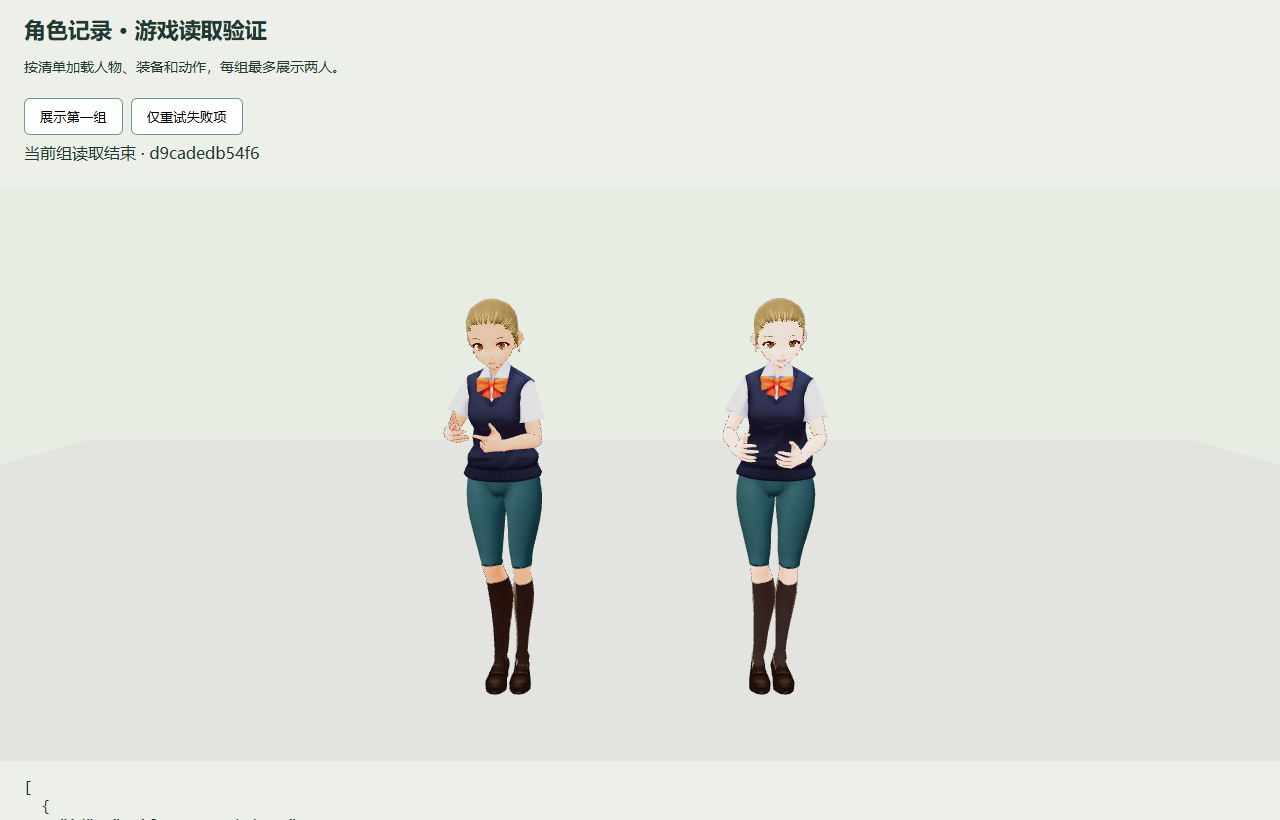 角色记录 • 游戏读取验证
按清单加载人物、装备和动作，每组最多展示两人。
展示第一组 仅重试失败项
当前组读取结束 · d9cadedb54f6
[
{